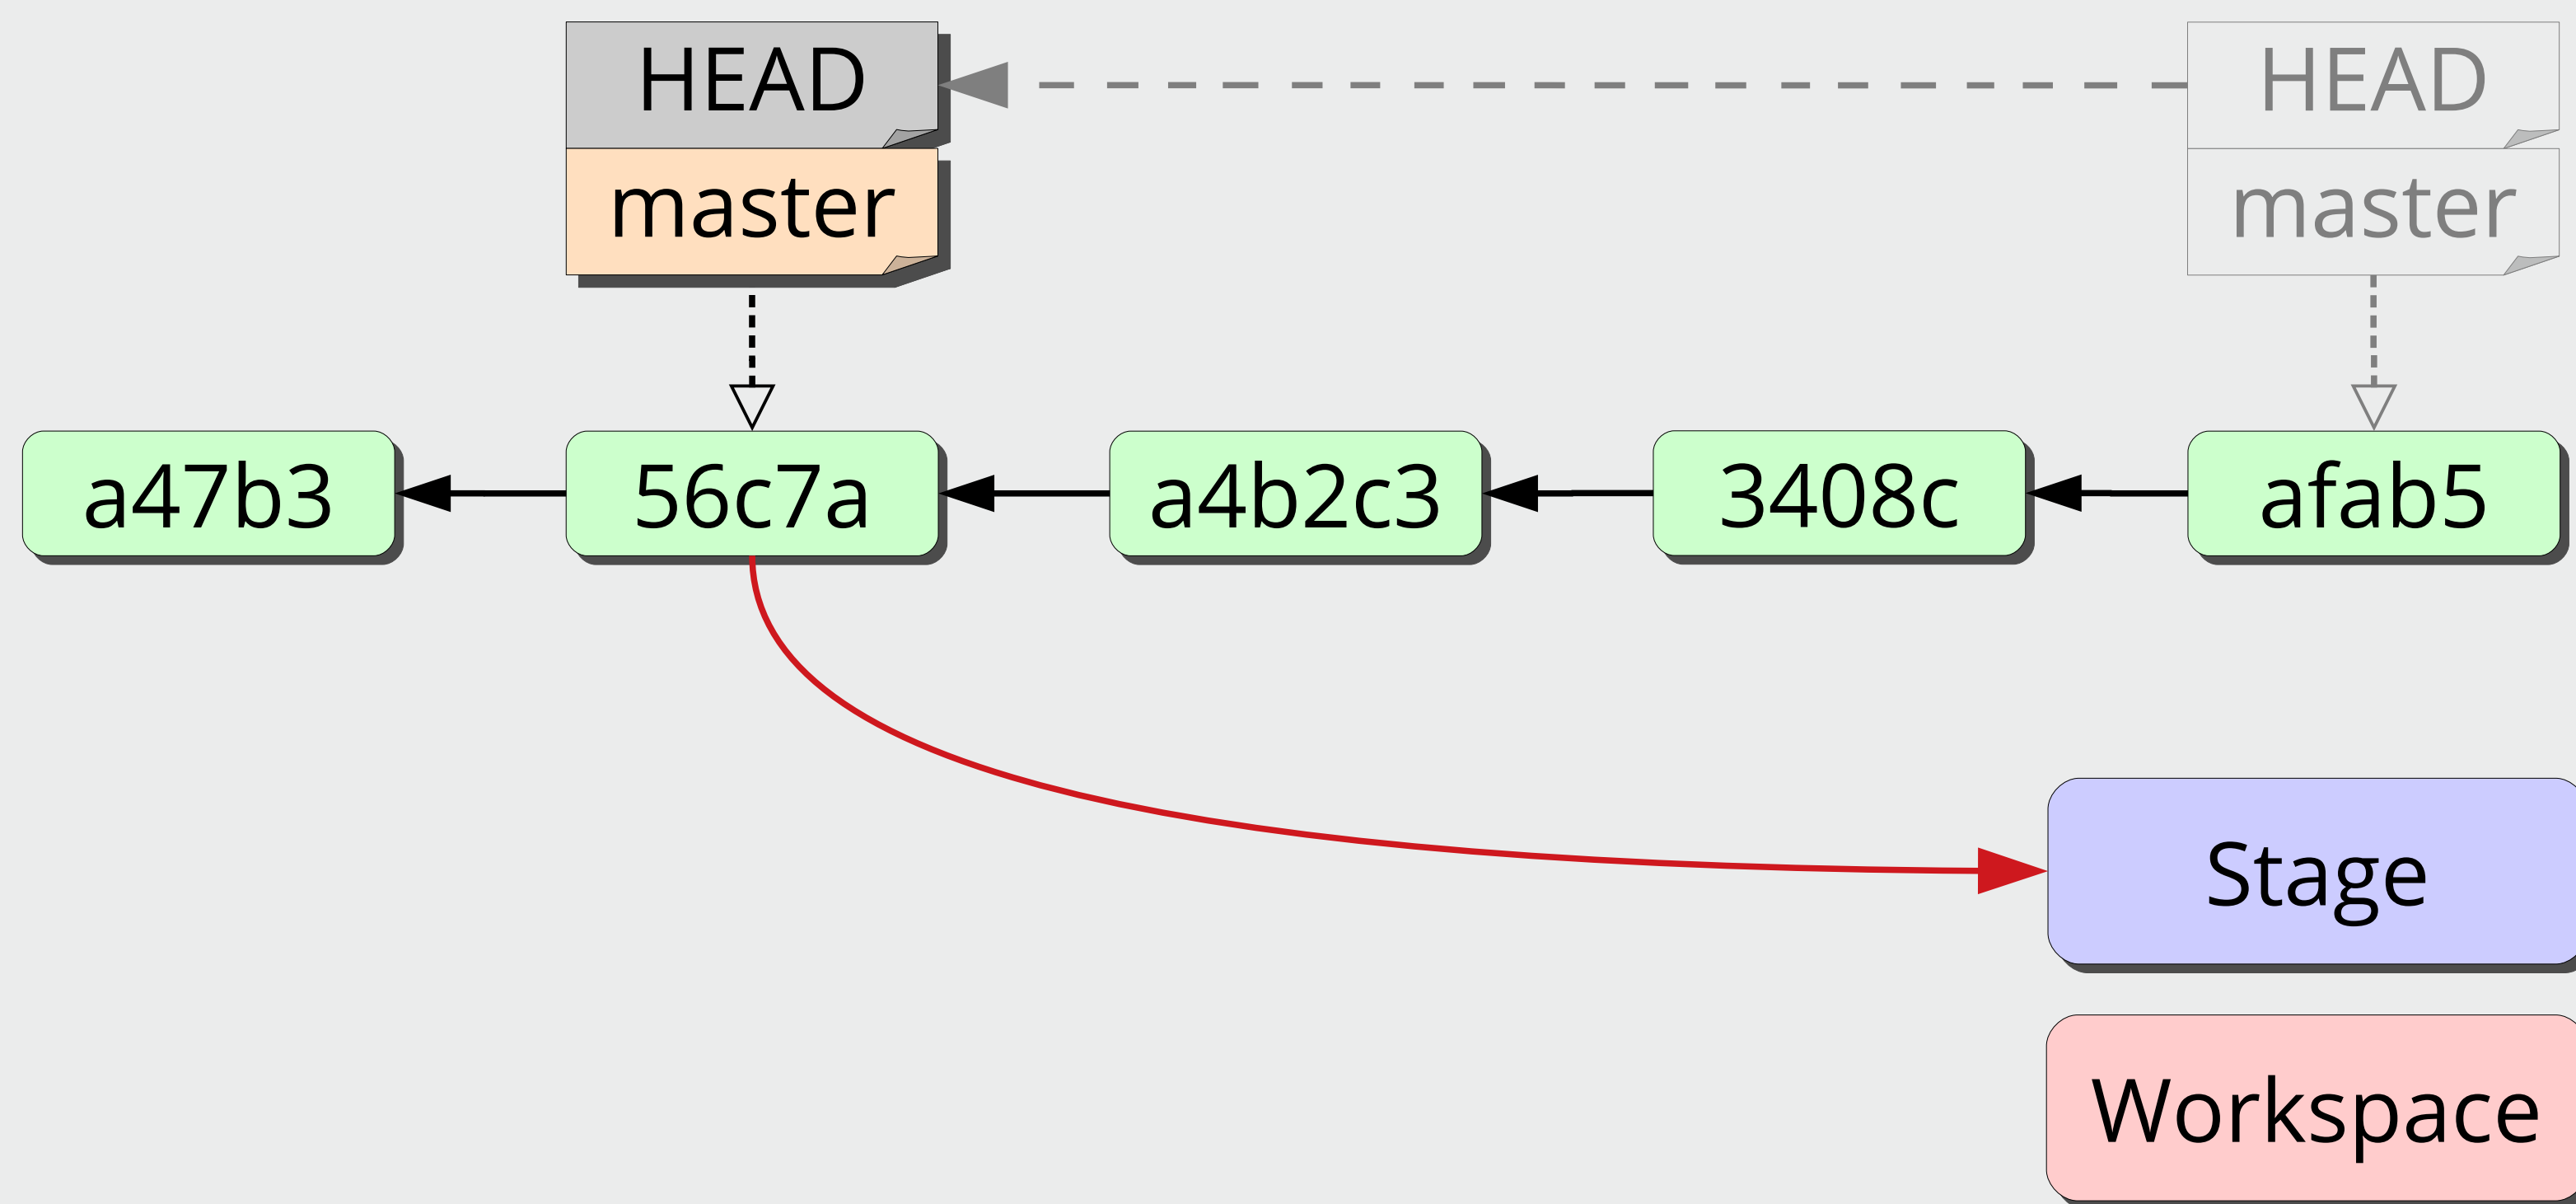 HEAD
master
HEAD
master
a47b3
56c7a
a4b2c3
3408c
afab5
Stage
Workspace